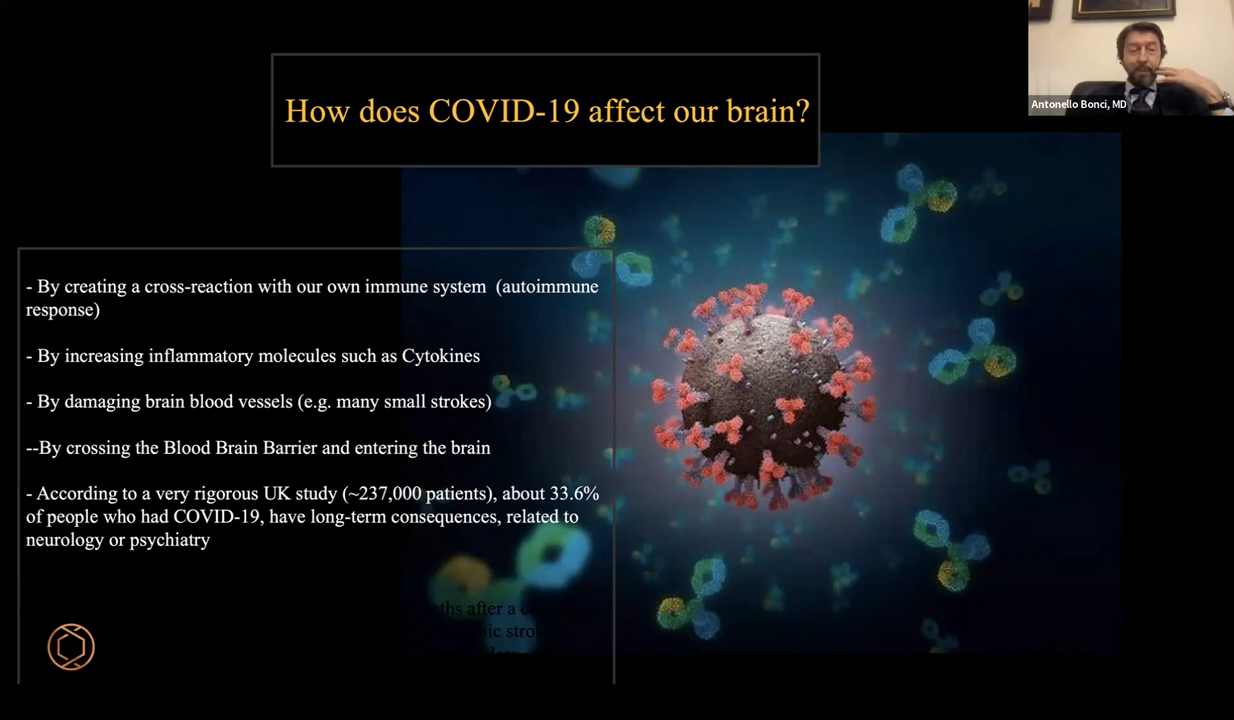 Antonello Bonci, MD
How does COVID-19 affect our brain?
- By creating a cross-reaction with our own immune system (autoimmune
response)
- By increasing inflammatory molecules such as Cytokines
- By damaging brain blood vessels (e.g. many small strokes)
--By crossing the Blood Brain Barrier and entering the brain
- According to a very rigorous UK study (~237,000 patients), about 33.6%
of people who had COVID-19, have long-term consequences, related to
neurology or psychiatry
after a